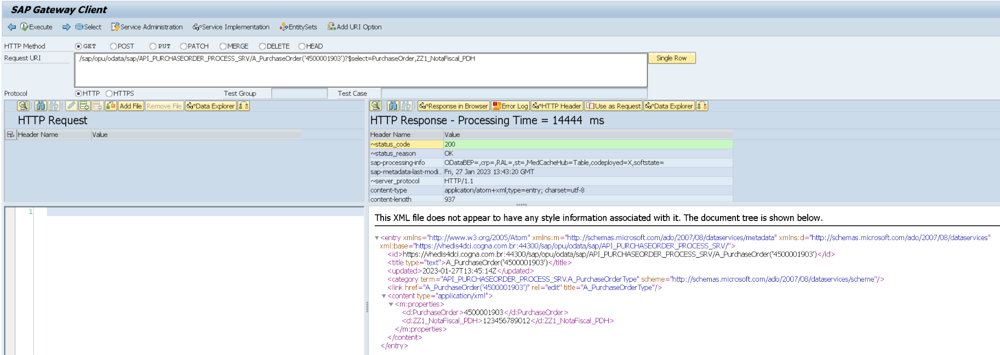 SAP Gateway Client
Execute Select Service Administration Service Implementation EntitySets Add URI Option
HTTP Method GET POST PUT PATCH MERGE DELETE HEAD
Request URI /sap/opu/odata/sap/API_PURCHASEORDER_PROCESS_SRV/A_PurchaseOrder('4500001903')?$select=PurchaseOrder,ZZ1_NotaFiscal_PDH Single Row
Protocol HTTP HTTPS Test Group Test Case
Add File Remove File Data Explorer
HTTP Request
Header Name Value
1
Response in Browser Error Log HTTP Header Use as Request Data Explorer
HTTP Response - Processing Time = 14444 ms
Header Name Value
~status_code 200
~status_reason OK
sap-processing-info ODataBEP=,crp=,RAL=,st=,MedCacheHub=Table,codeployed=X,softstate=
sap-metadata-last-modi... Fri, 27 Jan 2023 13:43:20 GMT
~server_protocol HTTP/1.1
content-type application/atom+xml;type=entry; charset=utf-8
content-length 937
This XML file does not appear to have any style information associated with it. The document tree is shown below.
<entry xmlns="http://www.w3.org/2005/Atom" xmlns:m="http://schemas.microsoft.com/ado/2007/08/dataservices/metadata" xmlns:d="http://schemas.microsoft.com/ado/2007/08/dataservices"
xml:base="https://vhedis4dci.cogna.com.br:44300/sap/opu/odata/sap/API_PURCHASEORDER_PROCESS_SRV/">
<id>https://vhedis4dci.cogna.com.br:44300/sap/opu/odata/sap/API_PURCHASEORDER_PROCESS_SRV/A_PurchaseOrder('4500001903')</id>
<title type="text">A_PurchaseOrder('4500001903')</title>
<updated>2023-01-27T13:45:14Z</updated>
<category term="API_PURCHASEORDER_PROCESS_SRV.A_PurchaseOrderType" scheme="http://schemas.microsoft.com/ado/2007/08/dataservices/scheme"/>
<link href="A_PurchaseOrder('4500001903')" rel="edit" title="A_PurchaseOrderType"/>
<content type="application/xml">
<m:properties>
<d:PurchaseOrder>4500001903</d:PurchaseOrder>
<d:ZZ1_NotaFiscal_PDH>123456789012</d:ZZ1_NotaFiscal_PDH>
</m:properties>
</content>
</entry>